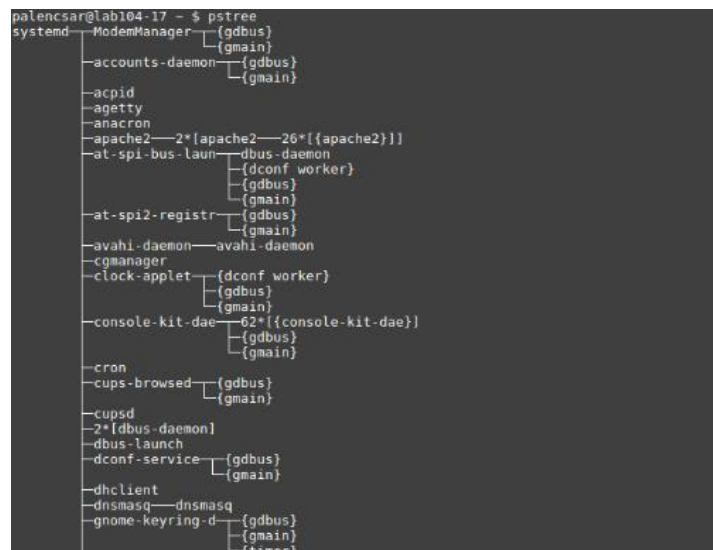 palencsar@lab104-17 ~ $ pstree
systemd─┬─ModemManager─┬─{gdbus}
        │              └─{gmain}
        ├─accounts-daemon─┬─{gdbus}
        │                 └─{gmain}
        ├─acpid
        ├─agetty
        ├─anacron
        ├─apache2───2*[apache2───26*[{apache2}]]
        ├─at-spi-bus-laun─┬─dbus-daemon
        │                 ├─{dconf worker}
        │                 ├─{gdbus}
        │                 └─{gmain}
        ├─at-spi2-registr─┬─{gdbus}
        │                 └─{gmain}
        ├─avahi-daemon───avahi-daemon
        ├─cgmanager
        ├─clock-applet─┬─{dconf worker}
        │              ├─{gdbus}
        │              └─{gmain}
        ├─console-kit-dae─┬─62*[{console-kit-dae}]
        │                 ├─{gdbus}
        │                 └─{gmain}
        ├─cron
        ├─cups-browsed─┬─{gdbus}
        │              └─{gmain}
        ├─cupsd
        ├─2*[dbus-daemon]
        ├─dbus-launch
        ├─dconf-service─┬─{gdbus}
        │               └─{gmain}
        ├─dhclient
        ├─dnsmasq───dnsmasq
        ├─gnome-keyring-d─┬─{gdbus}
        │                 ├─{gmain}